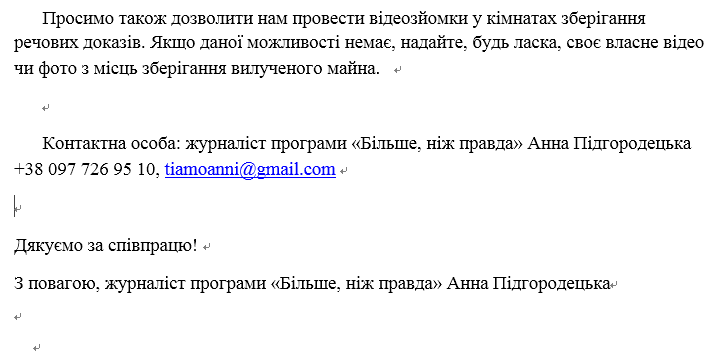 Просимо також дозволити нам провести відеозйомки у кімнатах зберігання
речових доказів. Якщо даної можливості немає, надайте, будь ласка, своє власне відео
чи фото з місць зберігання вилученого майна.
Контактна особа: журналіст програми «Більше, ніж правда» Анна Підгородецька
+38 097 726 95 10, tiamoanni@gmail.com
Дякуємо за співпрацю!
З повагою, журналіст програми «Більше, ніж правда» Анна Підгородецька